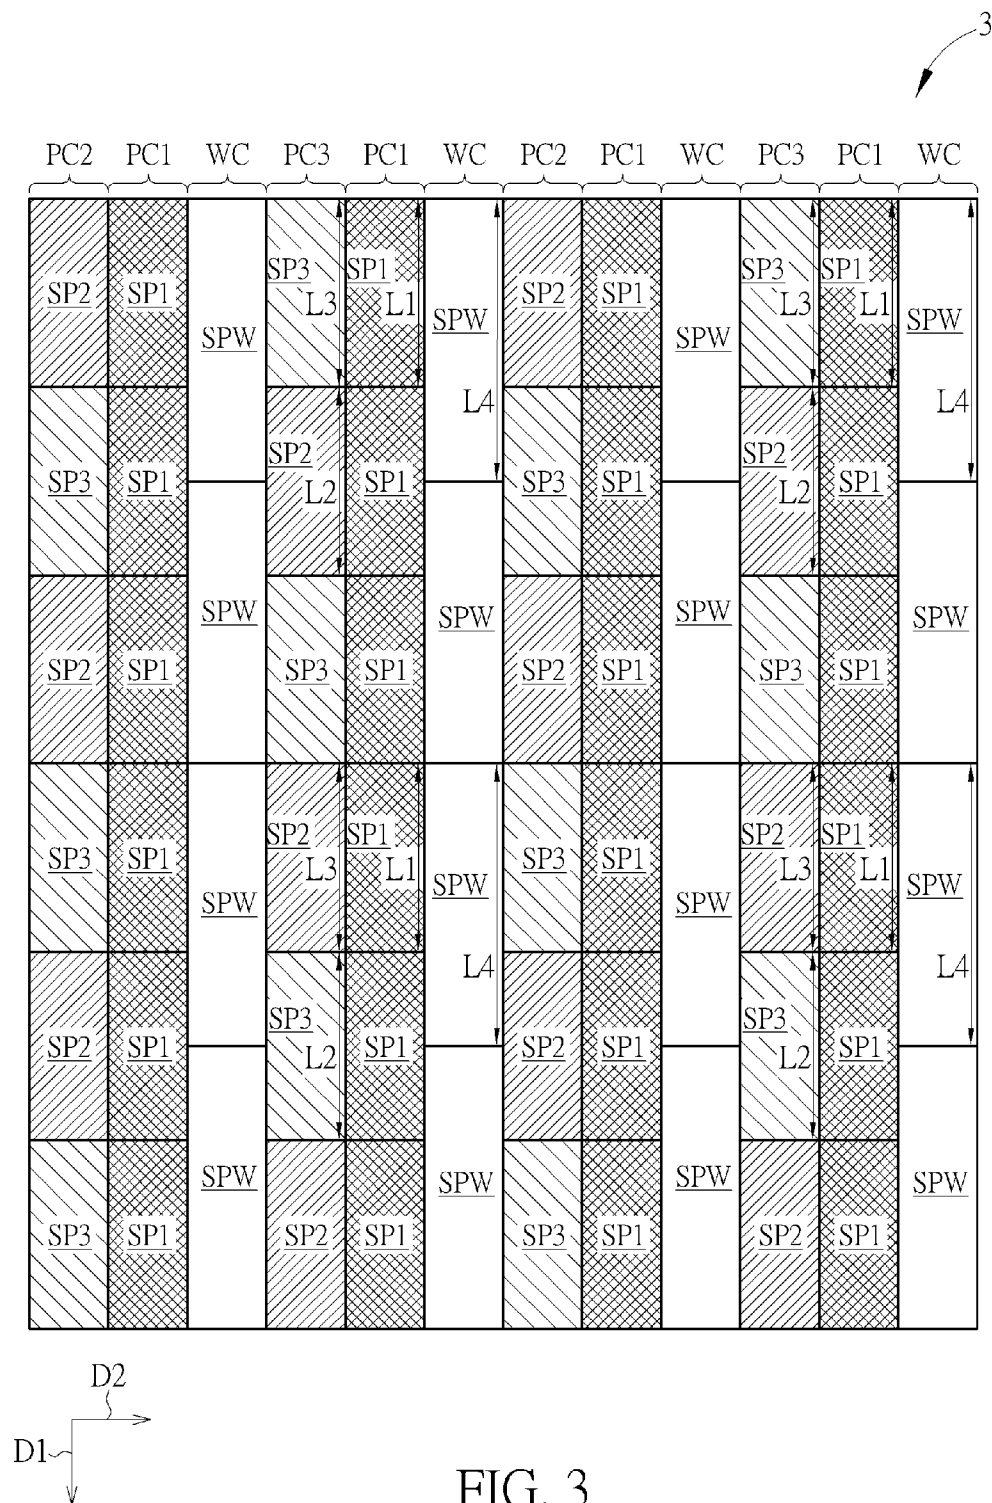 3
PC2 PC1 WC PC3 PC1 WC PC2 PC1 WC PC3 PC1 WC
SP2 SP1 SPW SP3 L3 SP1 L1 SPW L4 SP2 SP1 SPW SP3 L3 SP1 L1 SPW L4
SP3 SP1 SP2 L2 SP1 SP3 SP1 SP2 L2 SP1
SP2 SP1 SPW SP3 SP1 SPW SP2 SP1 SPW SP3 SP1 SPW
SP3 SP1 SPW SP2 L3 SP1 L1 SPW L4 SP3 SP1 SPW SP2 L3 SP1 L1 SPW L4
SP2 SP1 SP3 L2 SP1 SP2 SP1 SP3 L2 SP1
SP3 SP1 SPW SP2 SP1 SPW SP3 SP1 SPW SP2 SP1 SPW
D2
D1
FIG. 3